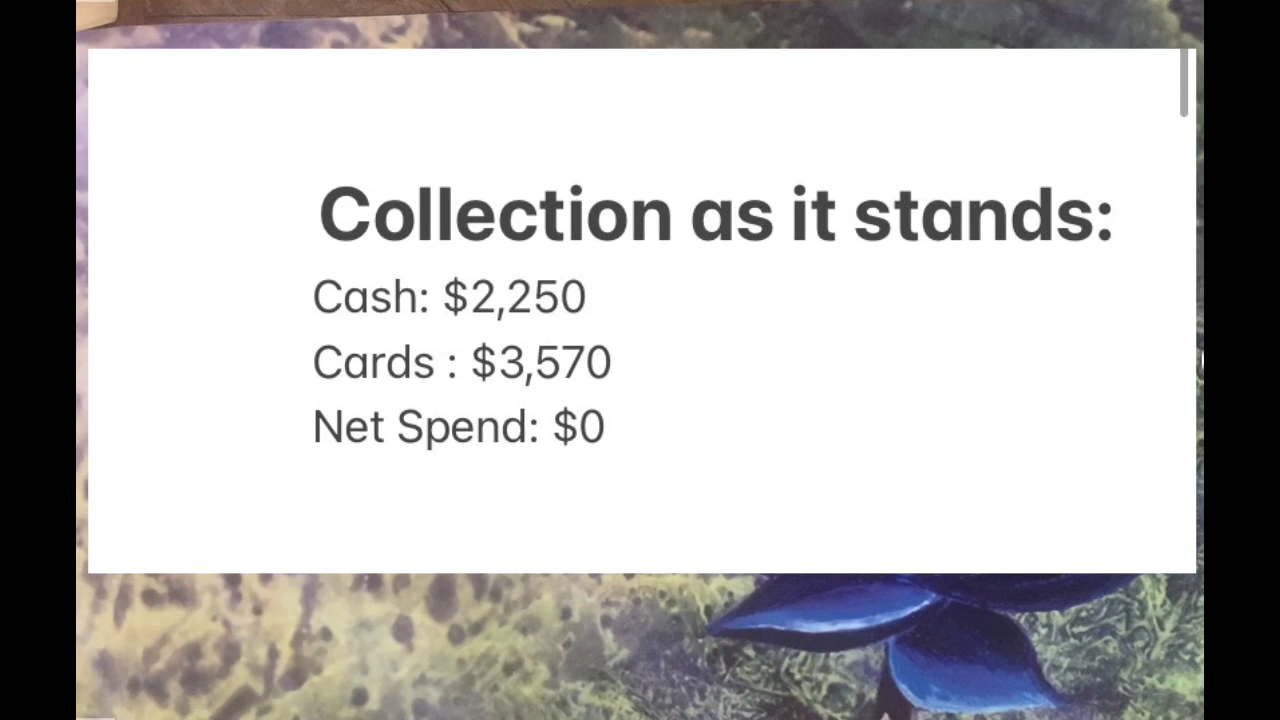 Collection as it stands:
Cash: $2,250
Cards : $3,570
Net Spend: $0